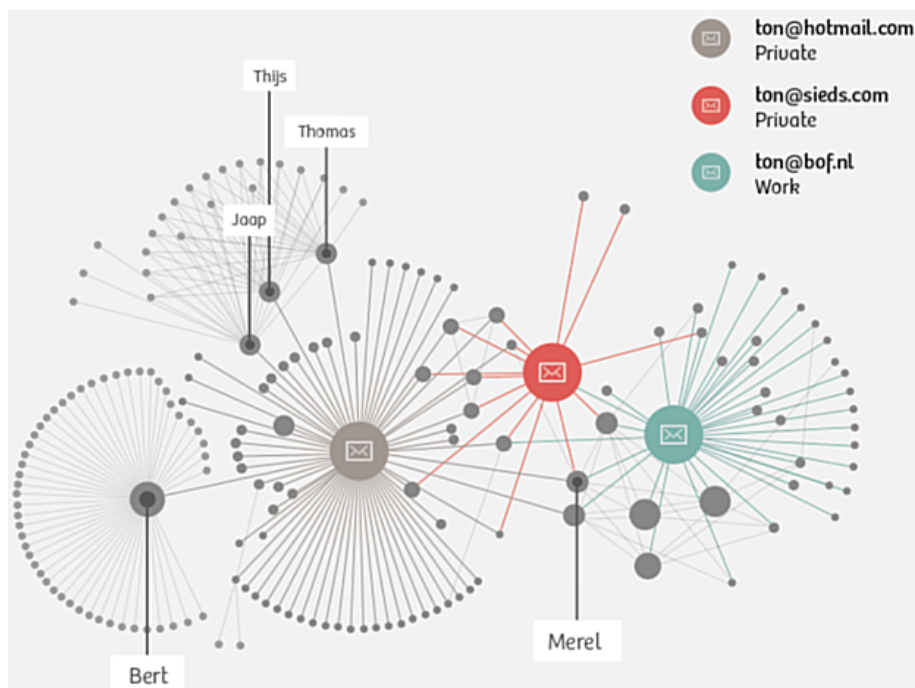 ton@hotmail.com
Private
ton@sieds.com
Private
ton@bof.nl
Work
Thijs
Thomas
Jaap
Merel
Bert